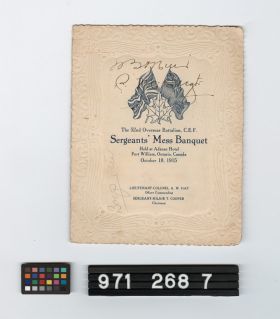 The 52nd Overseas Battalion, C.E.F.
Sergeants' Mess Banquet
Held at Adanac Hotel
Fort William, Ontario, Canada
October 18, 1915
LIEUTENANT-COLONEL A. W. HAY
Officer Commanding
SERGEANT-MAJOR T. COOPER
Chairman
971 268 7